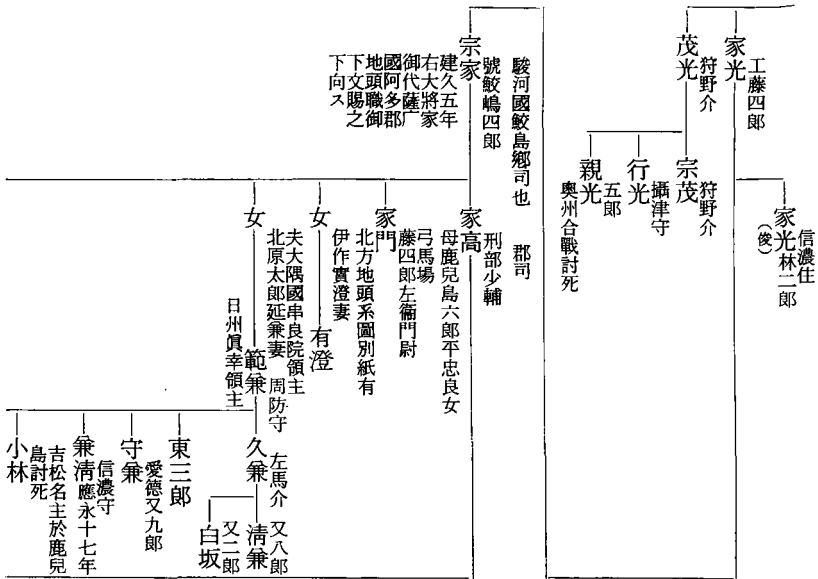 家光
工藤四郎
家光
(俊)
信濃住
林二郎
茂光
狩野介
宗茂
狩野介
行光
攝津守
親光
五郎
奥州合戰討死
駿河國鮫島鄕司也
郡司
宗家
號鮫嶋四郎
建久五年
右大將家
御代薩广
國阿多郡
地頭職御
下文賜之
下向ス
家高
刑部少輔
母鹿兒島六郎平忠良女
弓馬場
家門
藤四郎左衞門尉
北方地頭系圖別紙有
女
伊作實澄妻
有澄
女
夫大隅國串良院領主
北原太郎延兼妻
範兼
周防守
日州眞幸領主
久兼
左馬介
淸兼
又八郎
白坂
又二郎
東三郎
守兼
愛德又九郎
兼淸
信濃守
應永十七年
吉松名主於鹿兒
島討死
小林